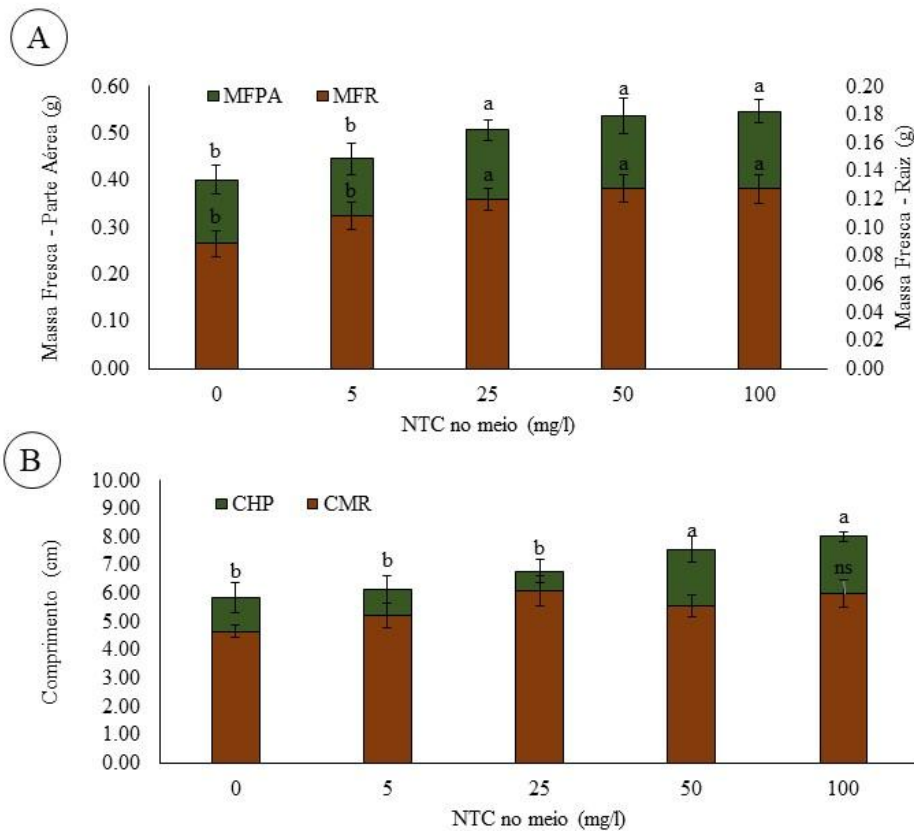 A
MFPA MFR
Massa Fresca - Parte Aérea (g)
0.60
0.50
0.40
0.30
0.20
0.10
0.00
b b a a a
b b a a a
0.20
0.18
0.16
0.14
0.12
0.10
0.08
0.06
0.04
0.02
0.00
Massa Fresca - Raiz (g)
0 5 25 50 100
NTC no meio (mg/l)
B
CHP CMR
Comprimento (cm)
10.00
9.00
8.00
7.00
6.00
5.00
4.00
3.00
2.00
1.00
0.00
b b b a a
ns
0 5 25 50 100
NTC no meio (mg/l)